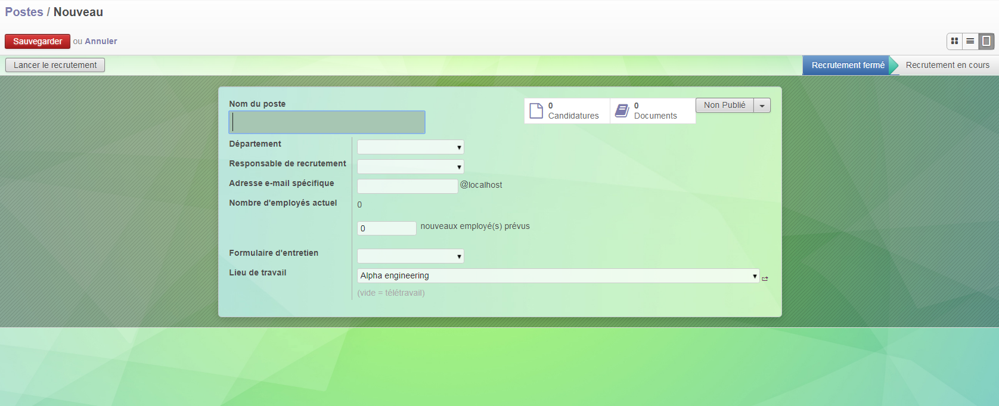 Postes / Nouveau
Sauvegarder ou Annuler
Lancer le recrutement
Recrutement fermé
Recrutement en cours
Nom du poste
0
Candidatures
0
Documents
Non Publié
Département
Responsable de recrutement
Adresse e-mail spécifique
@localhost
Nombre d'employés actuel
0
0
nouveaux employé(s) prévus
Formulaire d'entretien
Lieu de travail
Alpha engineering
(vide = télétravail)